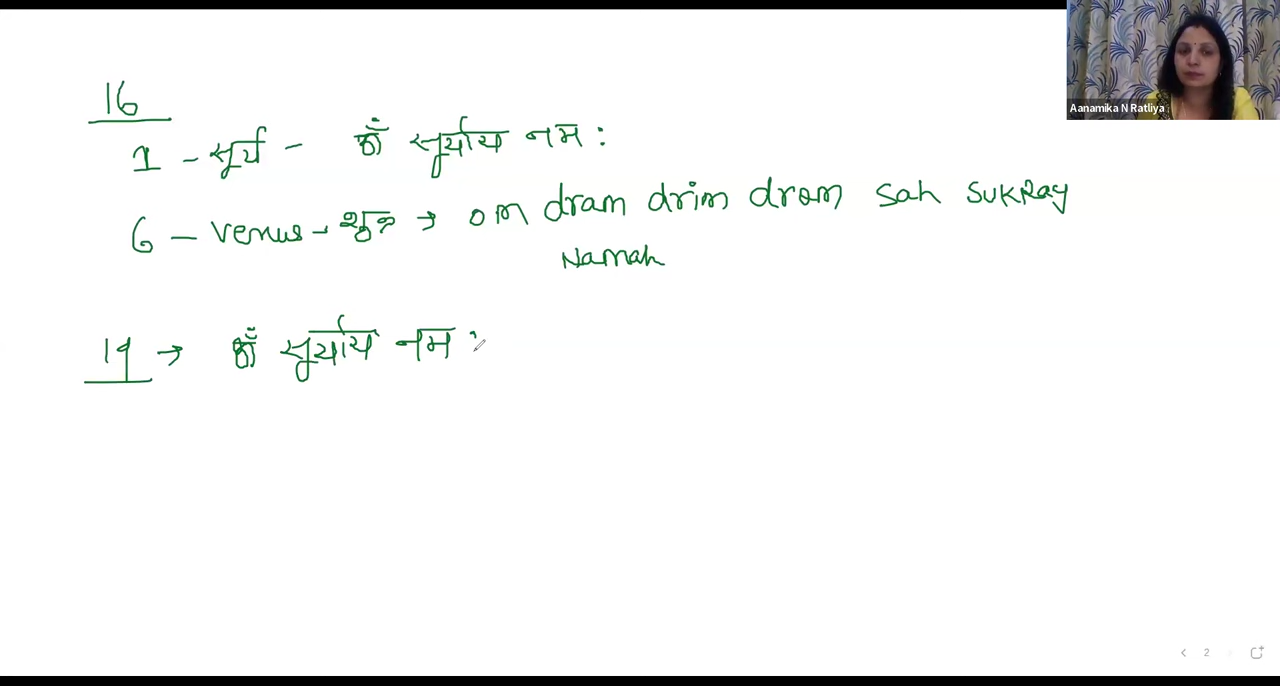 Aanamika N Ratliya
16
1 - सूर्य - ॐ सूर्याय नम :
6 - Venus - शुक्र → om dram drim drom sah sukRay
Namah
19 → ॐ सूर्याय नम :
2